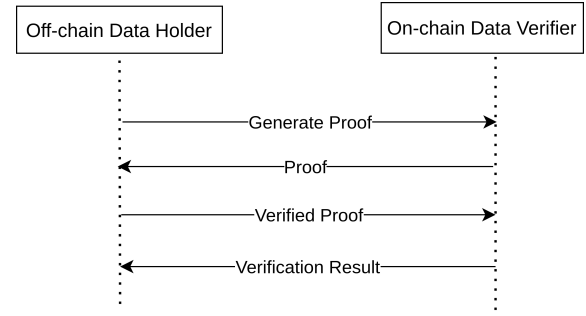 Off-chain Data Holder
On-chain Data Verifier
Generate Proof
Proof
Verified Proof
Verification Result